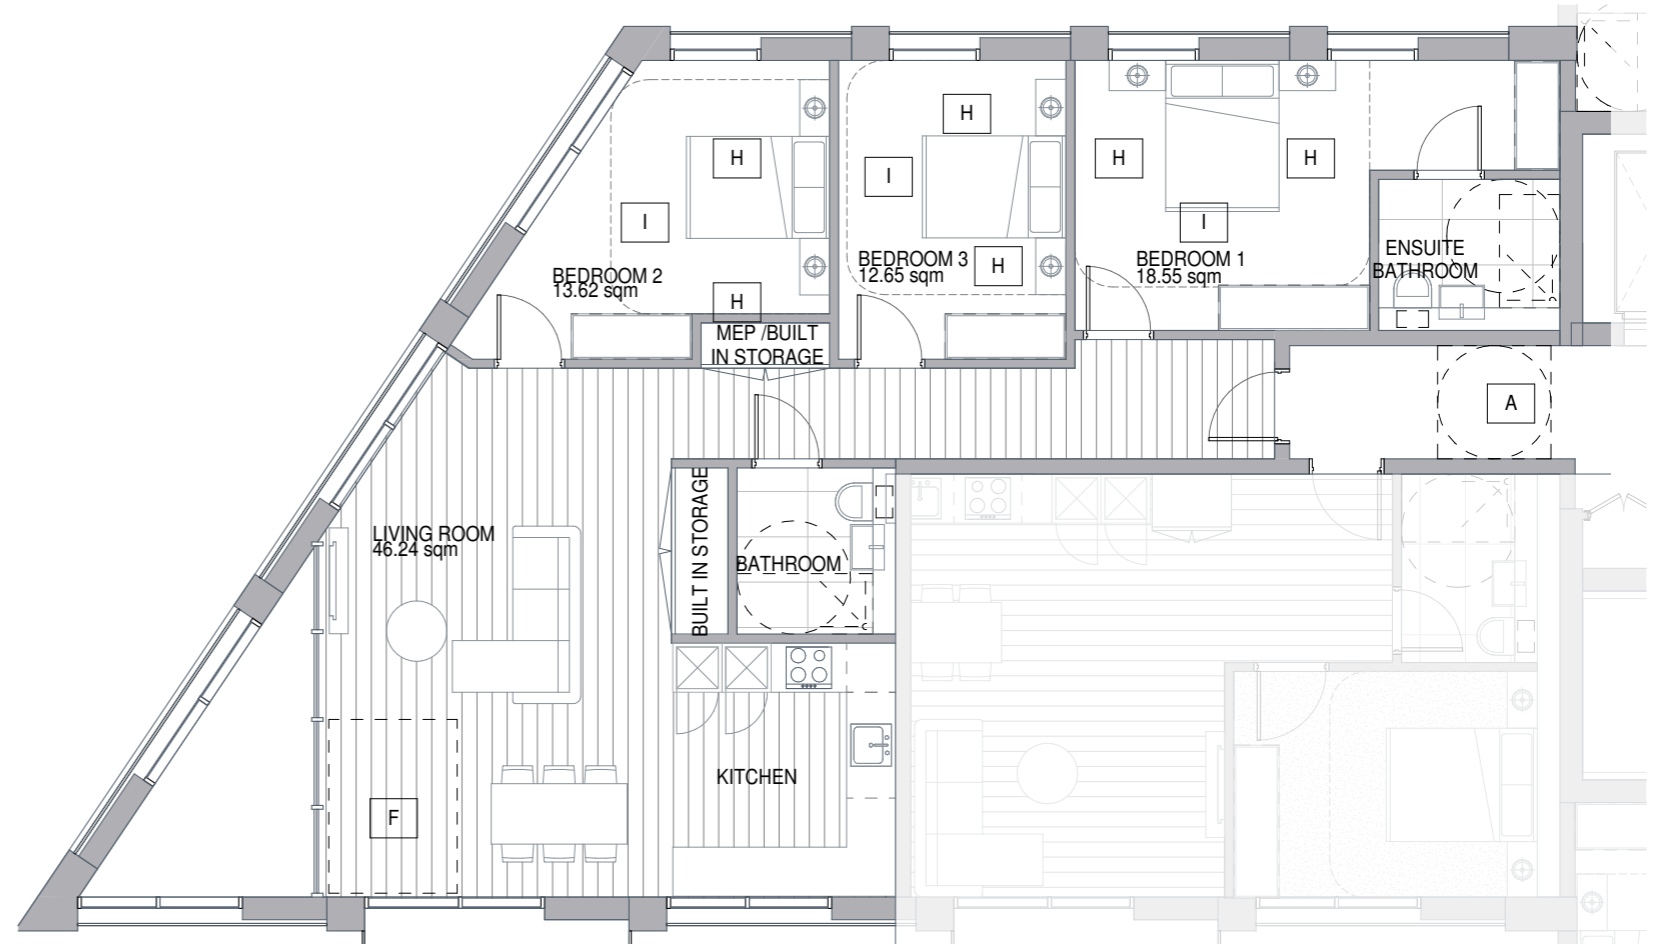 H
H
H
H
H
I
I
I
BEDROOM 2
13.62 sqm
BEDROOM 3
12.65 sqm
H
BEDROOM 1
18.55 sqm
ENSUITE
BATHROOM
H
MEP /BUILT
IN STORAGE
A
LIVING ROOM
46.24 sqm
BUILT IN STORAGE
BATHROOM
KITCHEN
F